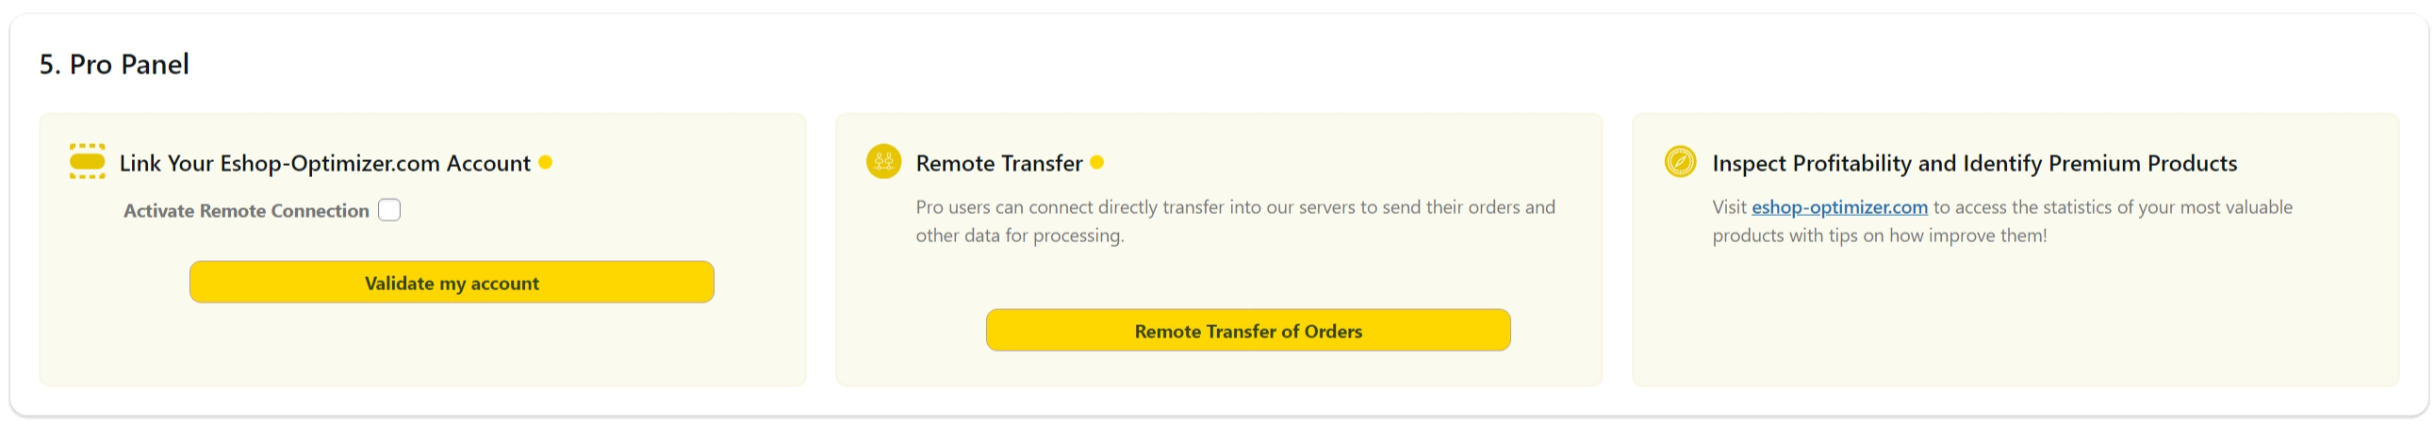 5. Pro Panel
Link Your Eshop-Optimizer.com Account
Activate Remote Connection
Validate my account
Remote Transfer
Pro users can connect directly transfer into our servers to send their orders and
other data for processing.
Remote Transfer of Orders
Inspect Profitability and Identify Premium Products
Visit eshop-optimizer.com to access the statistics of your most valuable
products with tips on how improve them!